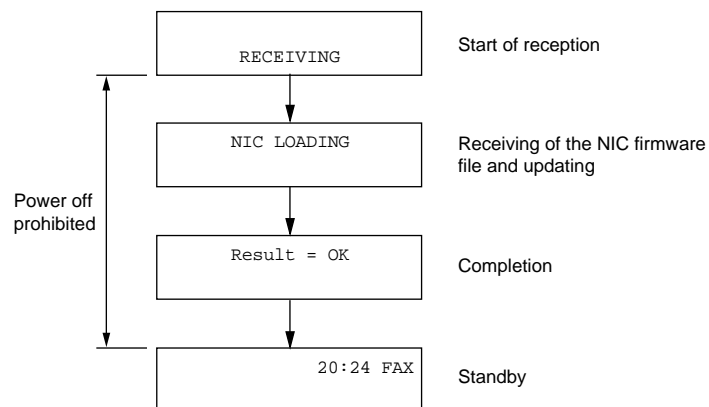 RECEIVING
Start of reception
NIC LOADING
Receiving of the NIC firmware
file and updating
Power off
prohibited
Result = OK
Completion
20:24 FAX
Standby